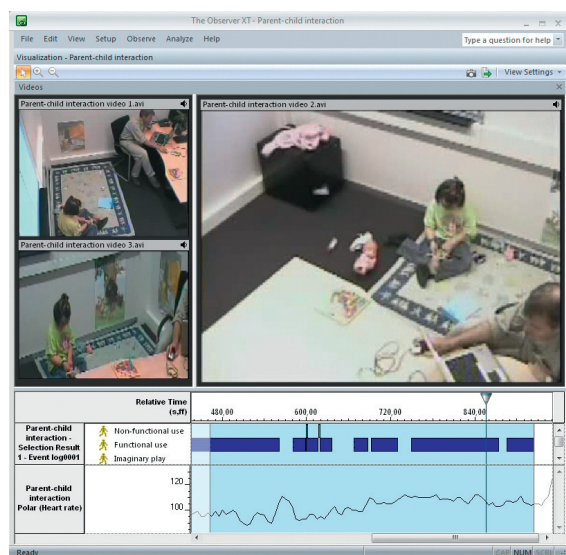 The Observer XT - Parent-child interaction
File Edit View Setup Observe Analyze Help
Type a question for help
Visualization - Parent-child interaction
View Settings
Videos
Parent-child interaction video 1.avi
Parent-child interaction video 2.avi
Parent-child interaction video 3.avi
Relative Time
(s,ff)
480,00 600,00 720,00 840,00
Parent-child
interaction -
Selection Result
1 - Event log0001
Non-functional use
Functional use
Imaginary play
Parent-child
interaction
Polar (Heart rate)
120
100
Ready
CAP NUM SCRL